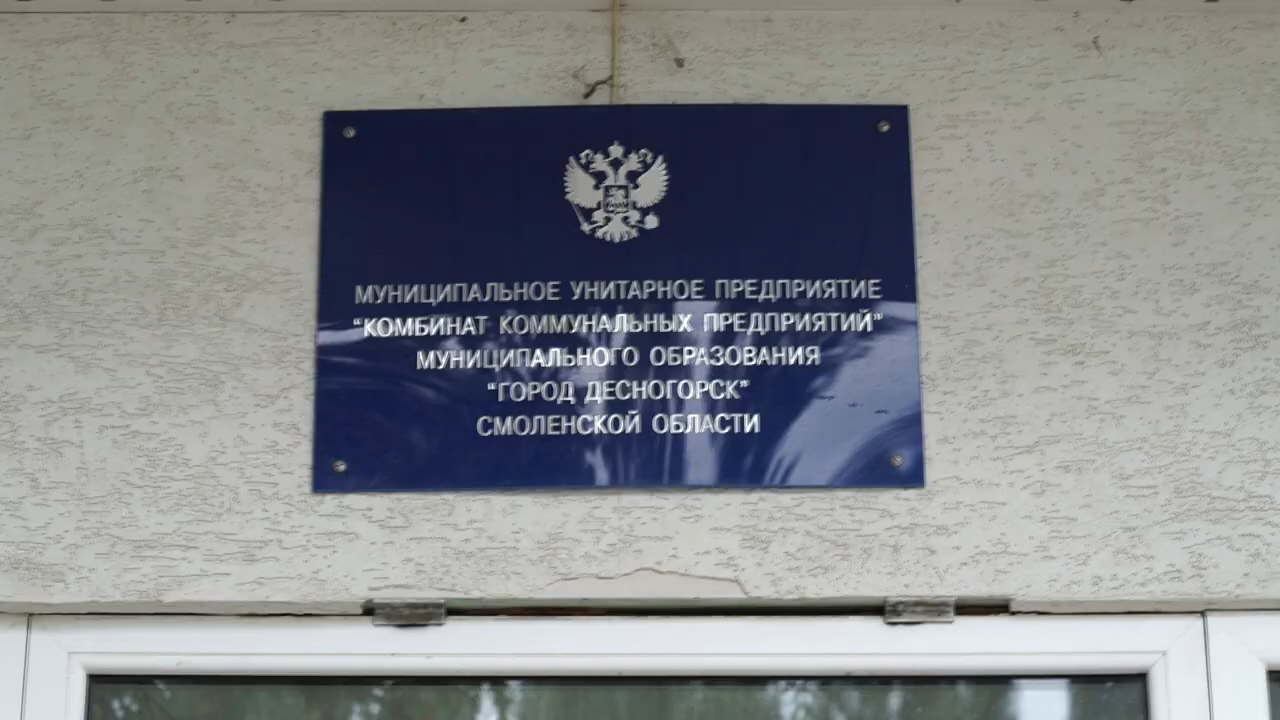 МУНИЦИПАЛЬНОЕ УНИТАРНОЕ ПРЕДПРИЯТИЕ
“КОМБИНАТ КОММУНАЛЬНЫХ ПРЕДПРИЯТИЙ”
МУНИЦИПАЛЬНОГО ОБРАЗОВАНИЯ
“ГОРОД ДЕСНОГОРСК”
СМОЛЕНСКОЙ ОБЛАСТИ